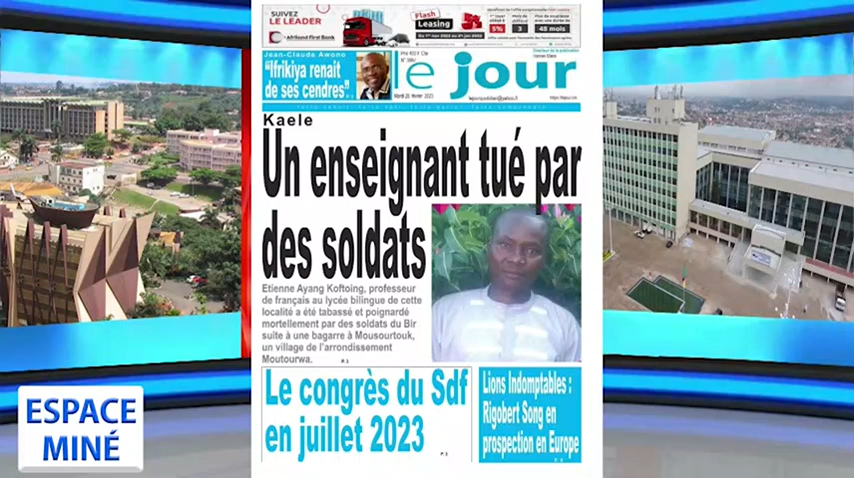 SUIVEZ
LE LEADER
Afriland First Bank
Flash
Leasing
5%
3
48 mois
Jean-Claude Awono
"Ifrikiya renait
de ses cendres"
le jour
Kaele
Un enseignant tué par
des soldats
Etienne Ayang Koftoing, professeur
de français au lycée bilingue de cette
localité a été tabassé et poignardé
mortellement par des soldats du Bir
suite à une bagarre à Mousourtouk,
un village de l'arrondissement
Moutourwa.
Le congrès du Sdf
en juillet 2023
Lions Indomptables :
Rigobert Song en
prospection en Europe
ESPACE
MINÉ